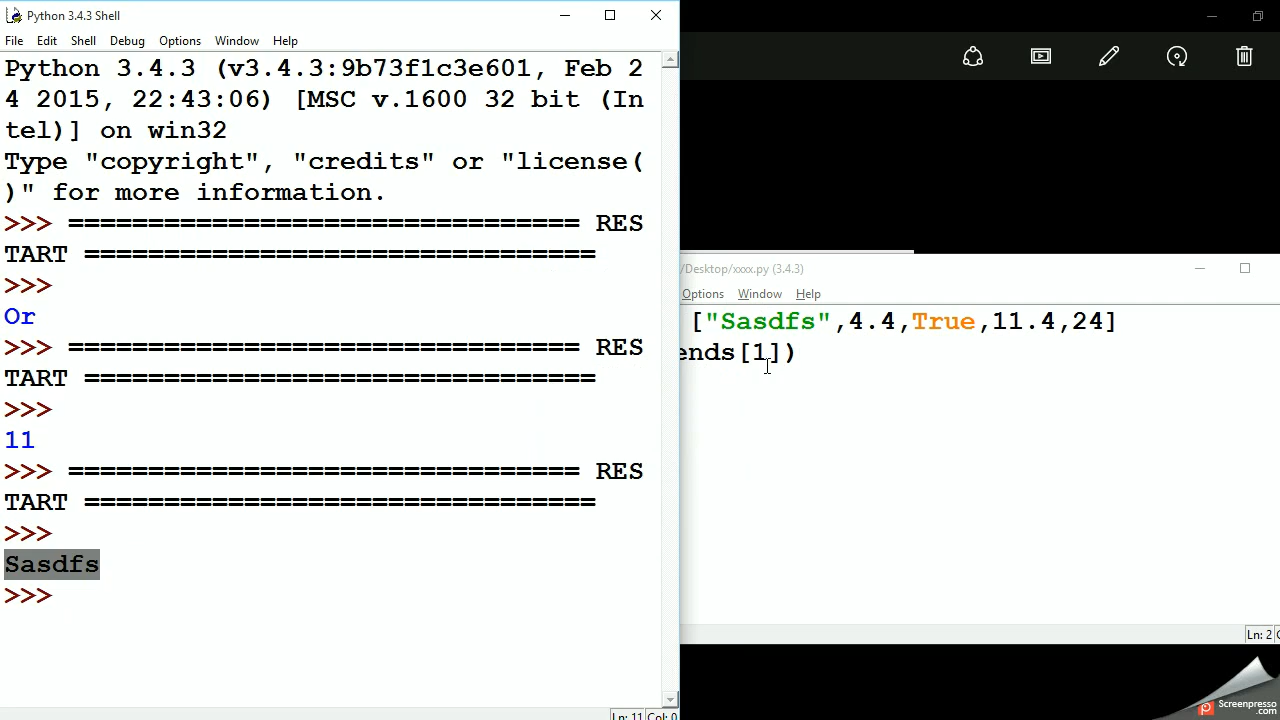 Python 3.4.3 Shell
File Edit Shell Debug Options Window Help
Python 3.4.3 (v3.4.3:9b73f1c3e601, Feb 2
4 2015, 22:43:06) [MSC v.1600 32 bit (In
tel)] on win32
Type "copyright", "credits" or "license(
)" for more information.
>>> ================================ RES
TART ================================
>>>
Or
>>> ================================ RES
TART ================================
>>>
11
>>> ================================ RES
TART ================================
>>>
Sasdfs
>>>
Ln: 11 Col: 0
/Desktop/xxxx.py (3.4.3)
Options Window Help
["Sasdfs",4.4,True,11.4,24]
ends[1])
Ln: 2
Screenpresso
.com